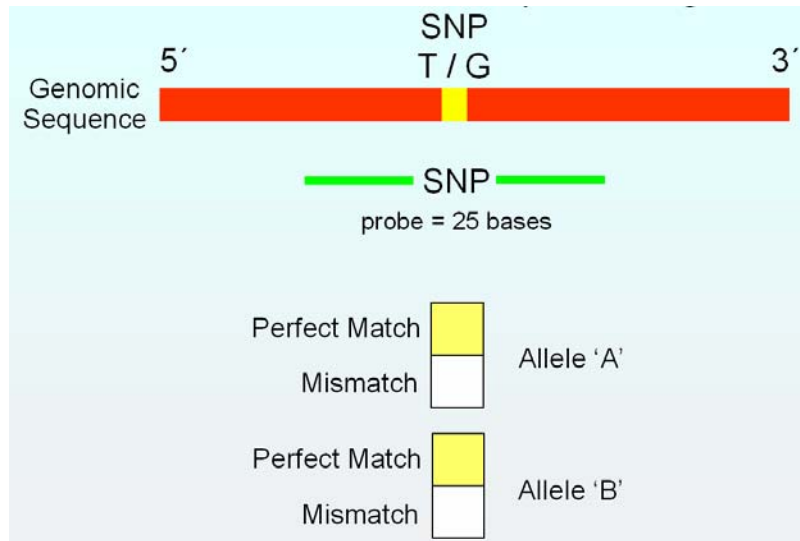 SNP
5´ T / G 3´
Genomic
Sequence
SNP
probe = 25 bases
Perfect Match
Mismatch
Allele ‘A’
Perfect Match
Mismatch
Allele ‘B’